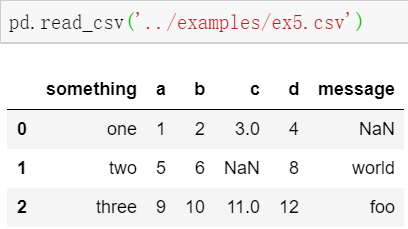 pd.read_csv('../examples/ex5.csv')
something a b c d message
0 one 1 2 3.0 4 NaN
1 two 5 6 NaN 8 world
2 three 9 10 11.0 12 foo